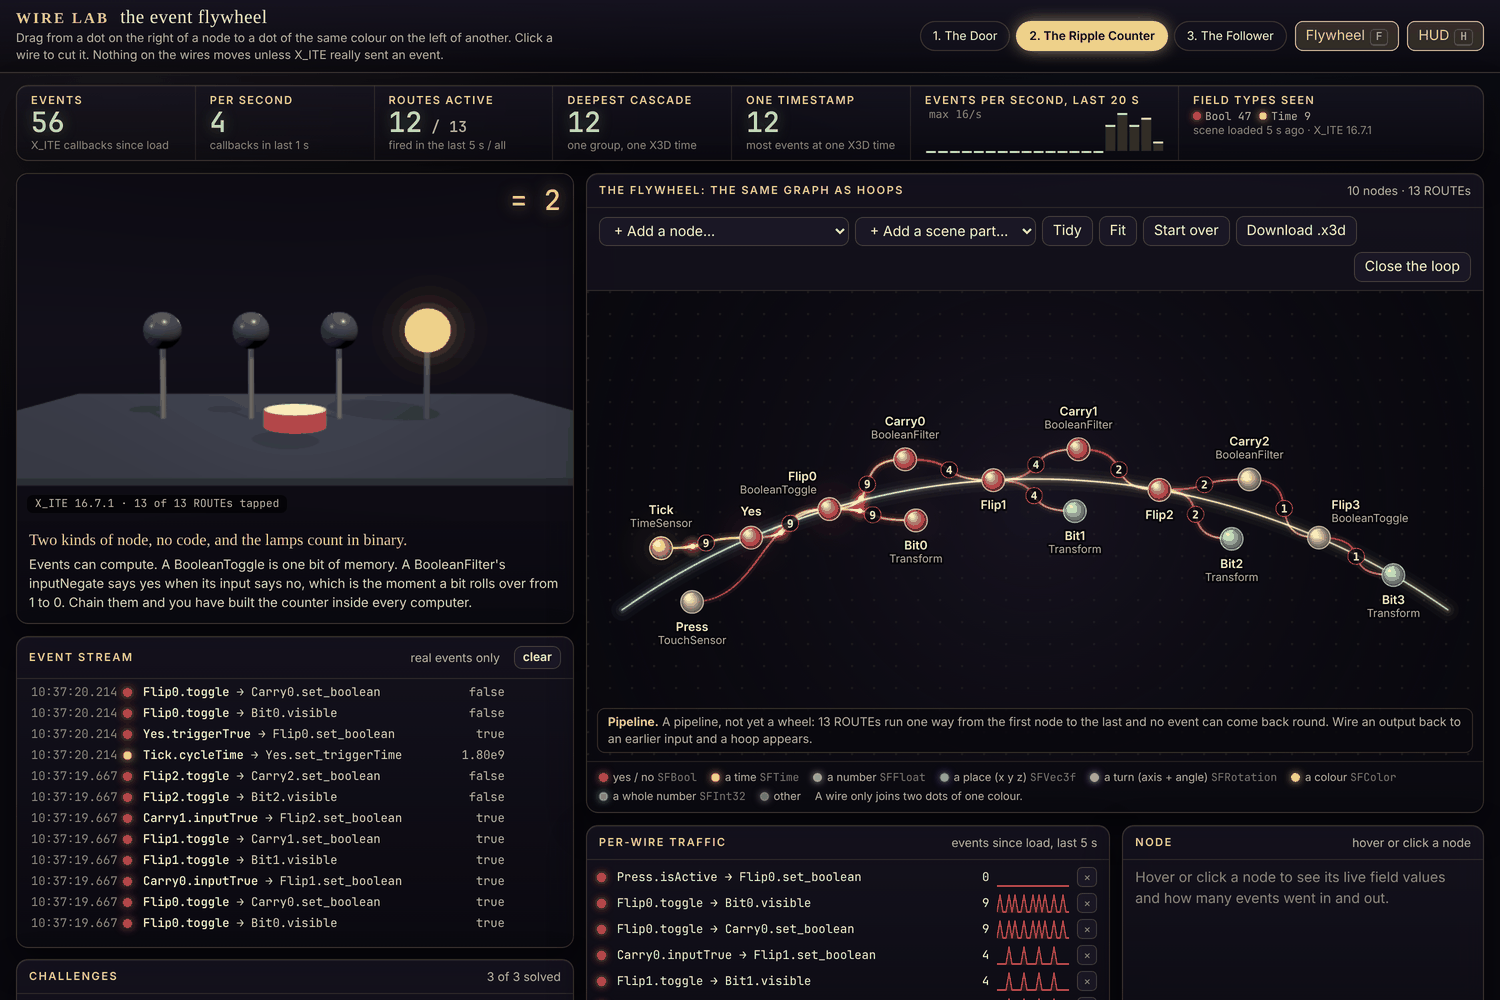 WIRE LAB the event flywheel
Drag from a dot on the right of a node to a dot of the same colour on the left of another. Click a
wire to cut it. Nothing on the wires moves unless X_ITE really sent an event.
1. The Door
2. The Ripple Counter
3. The Follower
Flywheel F
HUD H
EVENTS
56
X_ITE callbacks since load
PER SECOND
4
callbacks in last 1 s
ROUTES ACTIVE
12 / 13
fired in the last 5 s / all
DEEPEST CASCADE
12
one group, one X3D time
ONE TIMESTAMP
12
most events at one X3D time
EVENTS PER SECOND, LAST 20 S
max 16/s
FIELD TYPES SEEN
Bool 47 Time 9
scene loaded 5 s ago · X_ITE 16.7.1
= 2
X_ITE 16.7.1 · 13 of 13 ROUTEs tapped
Two kinds of node, no code, and the lamps count in binary.
Events can compute. A BooleanToggle is one bit of memory. A BooleanFilter's
inputNegate says yes when its input says no, which is the moment a bit rolls over from
1 to 0. Chain them and you have built the counter inside every computer.
EVENT STREAM
real events only
clear
10:37:20.214 Flip0.toggle → Carry0.set_boolean false
10:37:20.214 Flip0.toggle → Bit0.visible false
10:37:20.214 Yes.triggerTrue → Flip0.set_boolean true
10:37:20.214 Tick.cycleTime → Yes.set_triggerTime 1.80e9
10:37:19.667 Flip2.toggle → Carry2.set_boolean false
10:37:19.667 Flip2.toggle → Bit2.visible false
10:37:19.667 Carry1.inputTrue → Flip2.set_boolean true
10:37:19.667 Flip1.toggle → Carry1.set_boolean true
10:37:19.667 Flip1.toggle → Bit1.visible true
10:37:19.667 Carry0.inputTrue → Flip1.set_boolean true
10:37:19.667 Flip0.toggle → Carry0.set_boolean true
10:37:19.667 Flip0.toggle → Bit0.visible true
CHALLENGES
3 of 3 solved
THE FLYWHEEL: THE SAME GRAPH AS HOOPS
10 nodes · 13 ROUTEs
+ Add a node...
+ Add a scene part...
Tidy
Fit
Start over
Download .x3d
Close the loop
Carry0
BooleanFilter
Carry1
BooleanFilter
Carry2
BooleanFilter
Flip0
BooleanToggle
Tick
TimeSensor
Yes
Flip1
Flip2
Flip3
BooleanToggle
Bit0
Transform
Bit1
Transform
Bit2
Transform
Bit3
Transform
Press
TouchSensor
9
9
9
9
4
4
4
2
2
2
1
1
Pipeline. A pipeline, not yet a wheel: 13 ROUTEs run one way from the first node to the last and no event can come back round. Wire an output back to
an earlier input and a hoop appears.
yes / no SFBool a time SFTime a number SFFloat a place (x y z) SFVec3f a turn (axis + angle) SFRotation a colour SFColor
a whole number SFInt32 other A wire only joins two dots of one colour.
PER-WIRE TRAFFIC
events since load, last 5 s
Press.isActive → Flip0.set_boolean 0 ×
Flip0.toggle → Bit0.visible 9 ×
Flip0.toggle → Carry0.set_boolean 9 ×
Carry0.inputTrue → Flip1.set_boolean 4 ×
Flip1.toggle → Bit1.visible 4 ×
NODE
hover or click a node
Hover or click a node to see its live field values
and how many events went in and out.